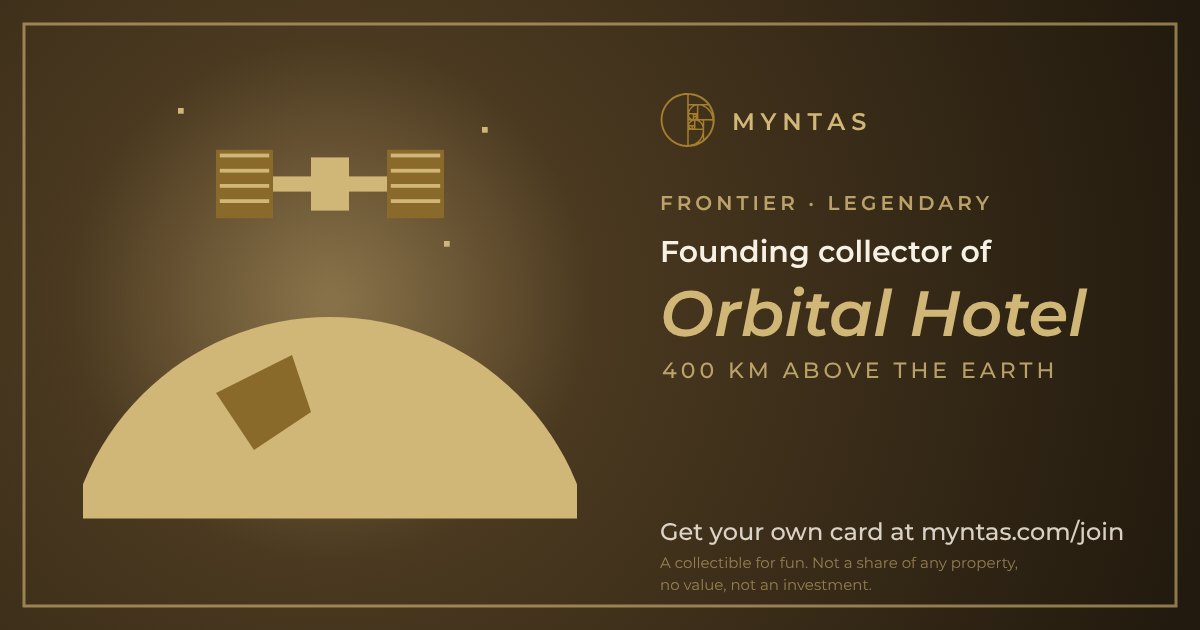 MYNTAS
FRONTIER · LEGENDARY
Founding collector of
Orbital Hotel
400 KM ABOVE THE EARTH
Get your own card at myntas.com/join
A collectible for fun. Not a share of any property,
no value, not an investment.